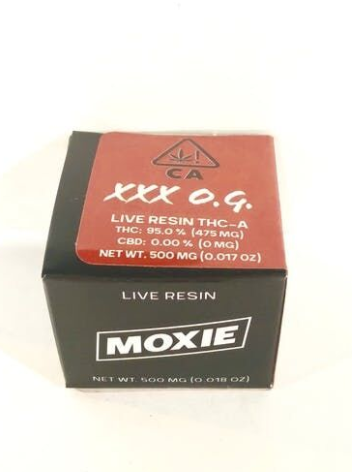 CA
XXX O.G.
LIVE RESIN THC-A
THC: 95.0 % (475 MG)
CBD: 0.00 % (0 MG)
NET WT. 500 MG (0.017 OZ)
LIVE RESIN
MOXIE
NET WT. 500 MG (0.018 OZ)